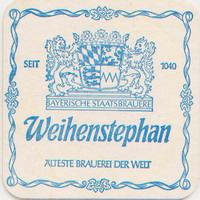 SEIT 1040
BAYERISCHE STAATSBRAUEREI
Weihenstephan
ÄLTESTE BRAUEREI DER WELT